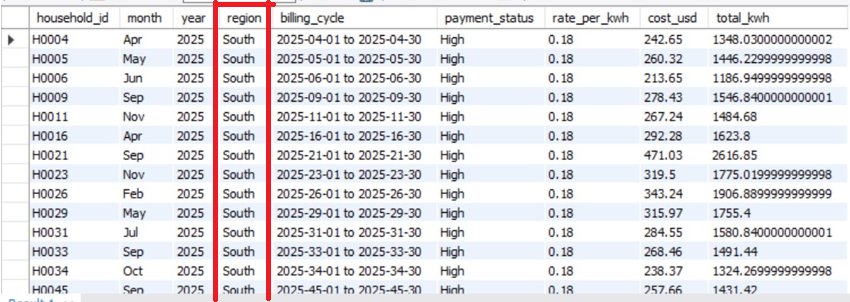 household_id month year region billing_cycle payment_status rate_per_kwh cost_usd total_kwh
H0004 Apr 2025 South 2025-04-01 to 2025-04-30 High 0.18 242.65 1348.0300000000002
H0005 May 2025 South 2025-05-01 to 2025-05-30 High 0.18 260.32 1446.2299999999998
H0006 Jun 2025 South 2025-06-01 to 2025-06-30 High 0.18 213.65 1186.9499999999998
H0009 Sep 2025 South 2025-09-01 to 2025-09-30 High 0.18 278.43 1546.8400000000001
H0011 Nov 2025 South 2025-11-01 to 2025-11-30 High 0.18 267.24 1484.68
H0016 Apr 2025 South 2025-16-01 to 2025-16-30 High 0.18 292.28 1623.8
H0021 Sep 2025 South 2025-21-01 to 2025-21-30 High 0.18 471.03 2616.85
H0023 Nov 2025 South 2025-23-01 to 2025-23-30 High 0.18 319.5 1775.0199999999998
H0026 Feb 2025 South 2025-26-01 to 2025-26-30 High 0.18 343.24 1906.8899999999999
H0029 May 2025 South 2025-29-01 to 2025-29-30 High 0.18 315.97 1755.4
H0031 Jul 2025 South 2025-31-01 to 2025-31-30 High 0.18 284.55 1580.8400000000001
H0033 Sep 2025 South 2025-33-01 to 2025-33-30 High 0.18 268.46 1491.44
H0034 Oct 2025 South 2025-34-01 to 2025-34-30 High 0.18 238.37 1324.2699999999998
H0045 Sep 2025 South 2025-45-01 to 2025-45-30 High 0.18 257.66 1431.42